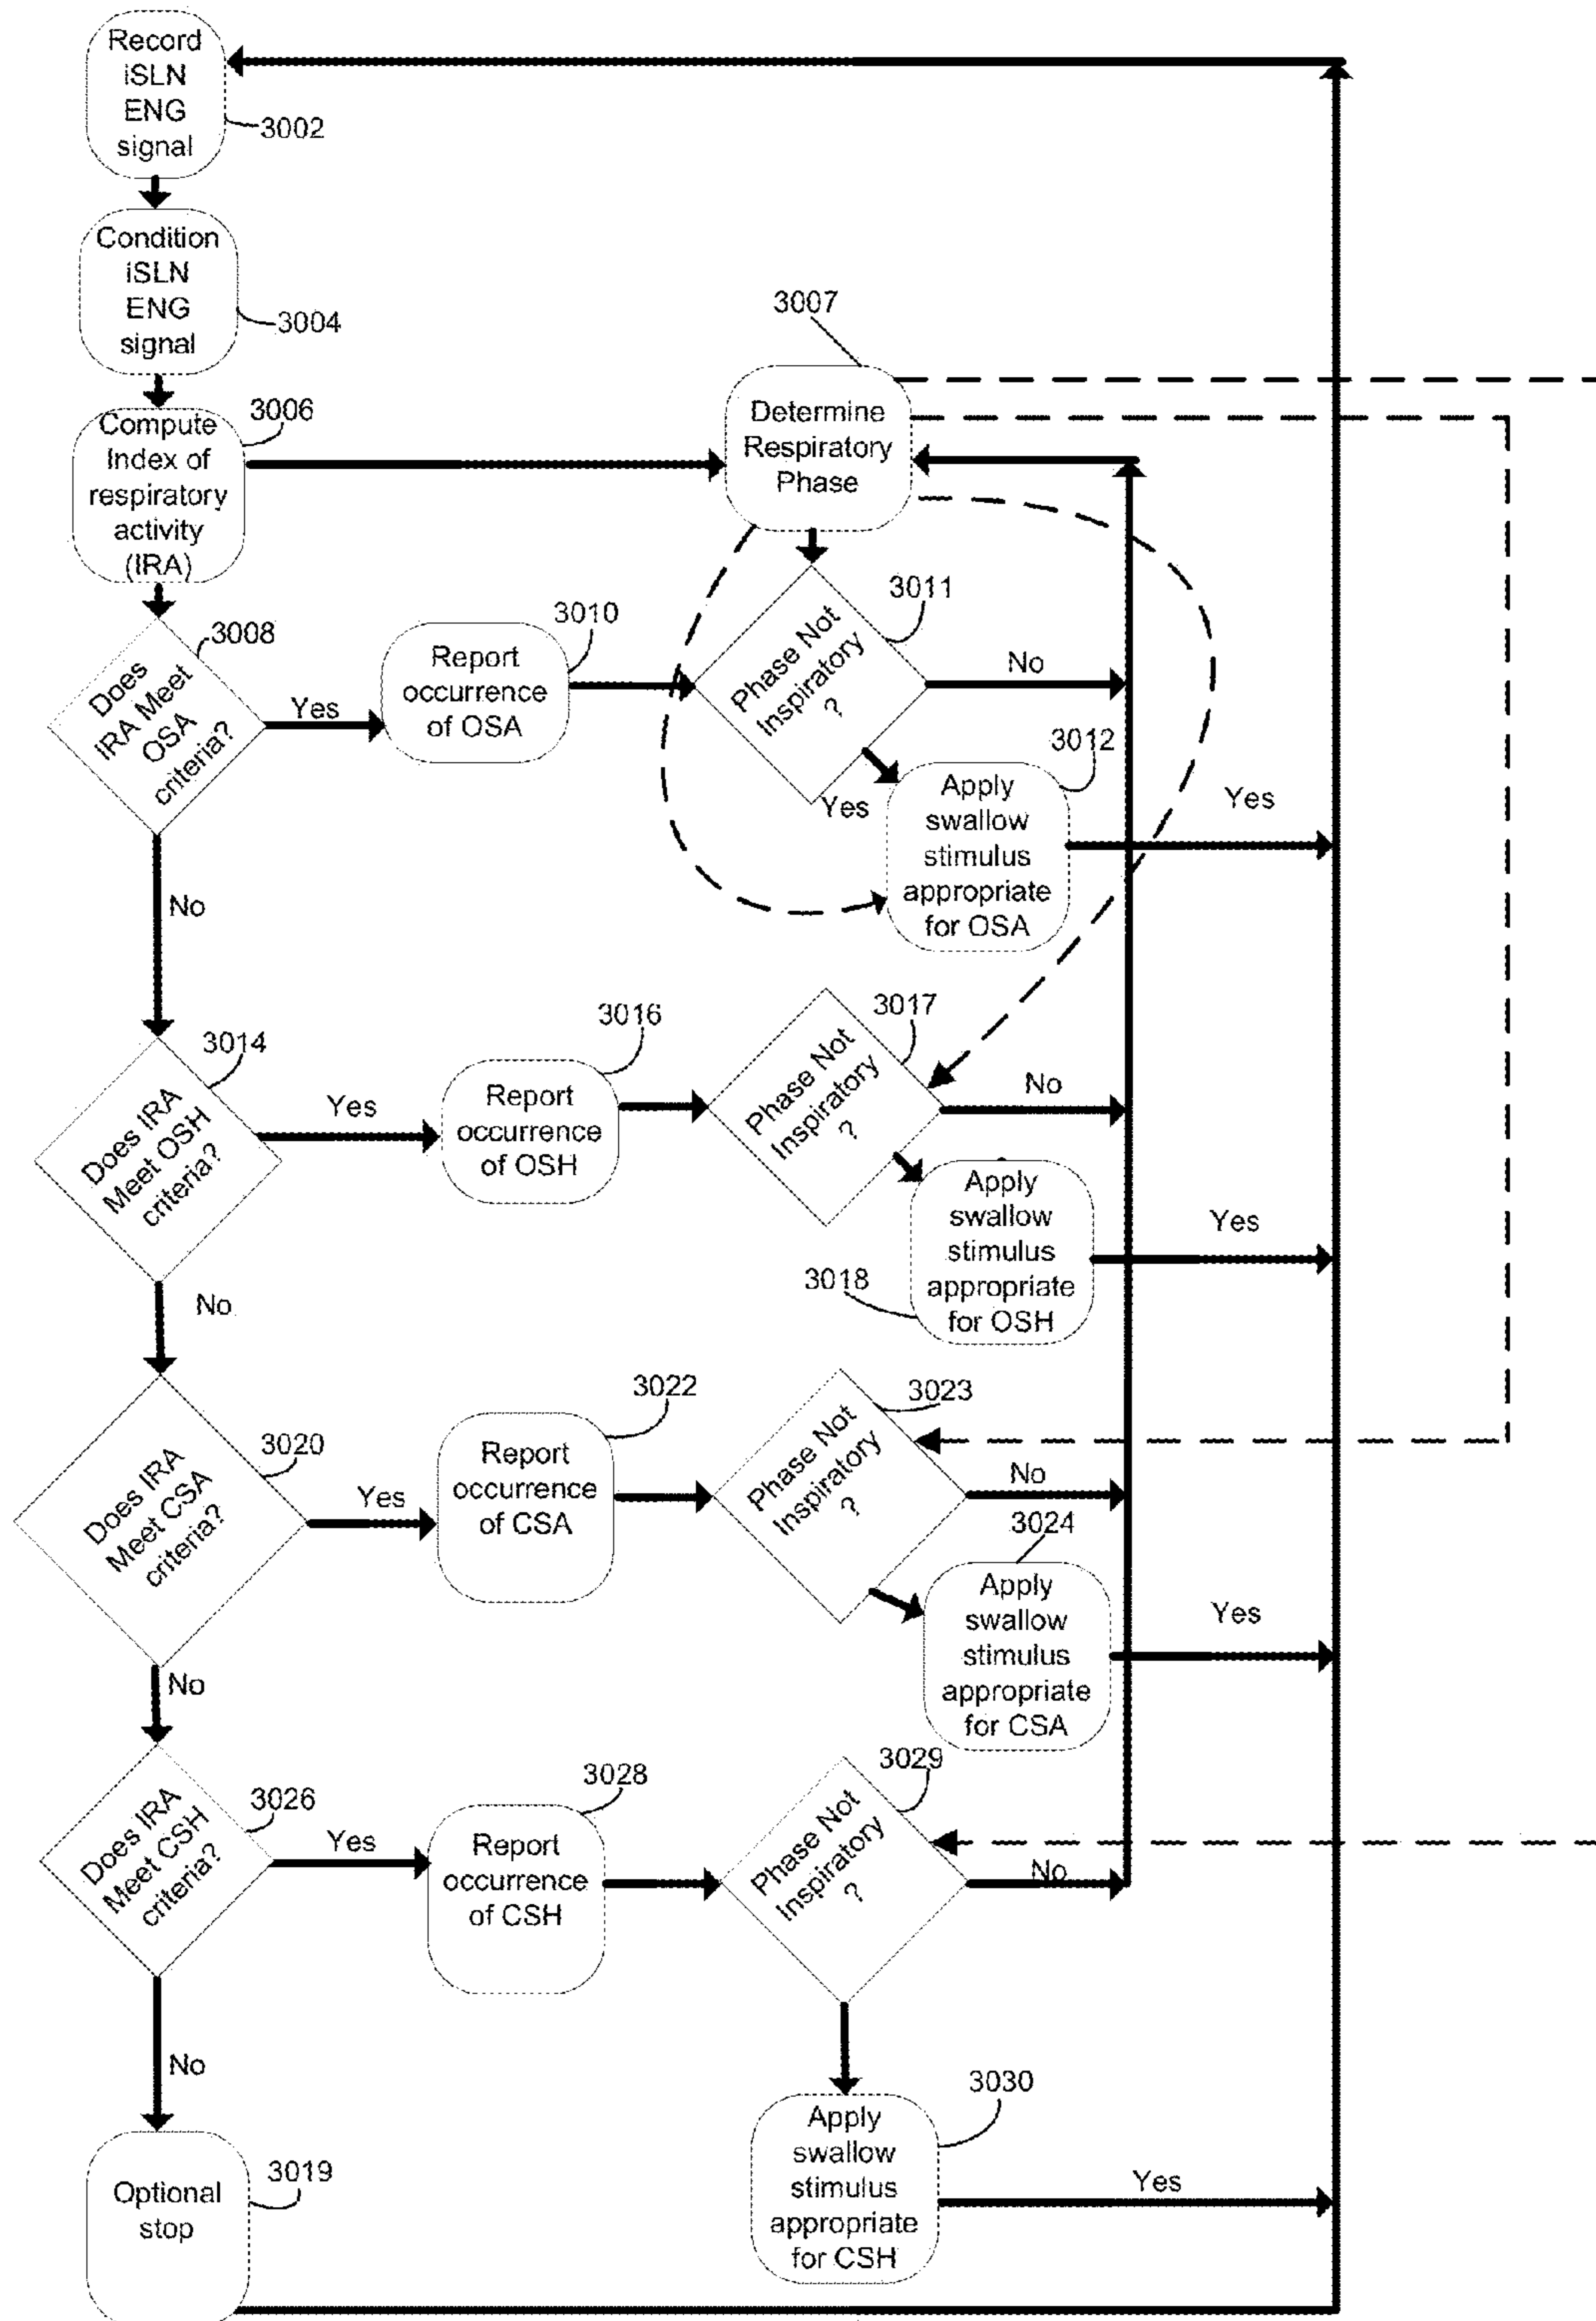 Record
iSLN
ENG
signal
3002
Condition
iSLN
ENG
signal
3004
3007
Compute
Index of
respiratory
activity
(IRA)
3006
Determine
Respiratory
Phase
Does
IRA Meet
OSA
criteria?
3008
Yes
Report
occurrence
of OSA
3010
Phase Not
Inspiratory
?
3011
No
Yes
3012
Apply
swallow
stimulus
appropriate
for OSA
Yes
No
Does IRA
Meet OSH
criteria?
3014
Yes
Report
occurrence
of OSH
3016
Phase Not
Inspiratory
?
3017
No
Apply
swallow
stimulus
appropriate
for OSH
3018
Yes
No
Does IRA
Meet CSA
criteria?
3020
Yes
Report
occurrence
of CSA
3022
Phase Not
Inspiratory
?
3023
No
3024
Apply
swallow
stimulus
appropriate
for CSA
Yes
No
Does IRA
Meet CSH
criteria?
3026
Yes
Report
occurrence
of CSH
3028
Phase Not
Inspiratory
?
3029
No
No
3030
Apply
swallow
stimulus
appropriate
for CSH
Yes
Optional
stop
3019